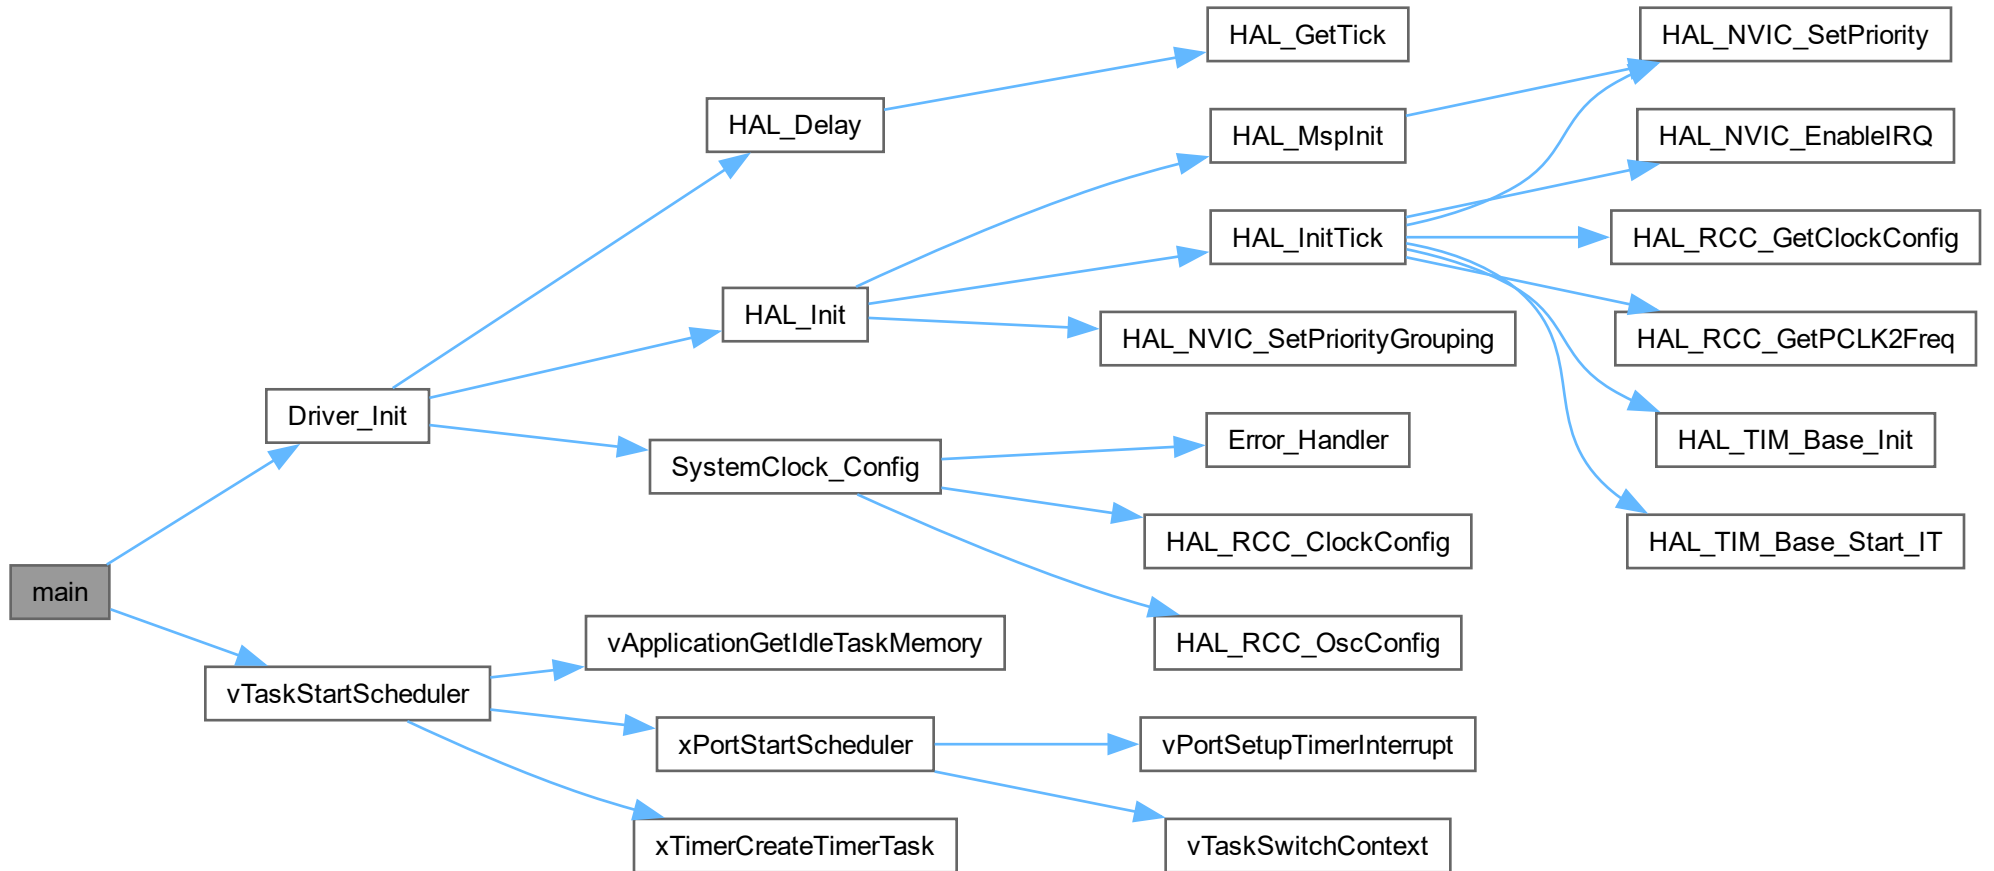 main
Driver_Init
vTaskStartScheduler
HAL_Delay
HAL_Init
SystemClock_Config
vApplicationGetIdleTaskMemory
xPortStartScheduler
xTimerCreateTimerTask
HAL_GetTick
HAL_MspInit
HAL_InitTick
HAL_NVIC_SetPriorityGrouping
Error_Handler
HAL_RCC_ClockConfig
HAL_RCC_OscConfig
vPortSetupTimerInterrupt
vTaskSwitchContext
HAL_NVIC_SetPriority
HAL_NVIC_EnableIRQ
HAL_RCC_GetClockConfig
HAL_RCC_GetPCLK2Freq
HAL_TIM_Base_Init
HAL_TIM_Base_Start_IT